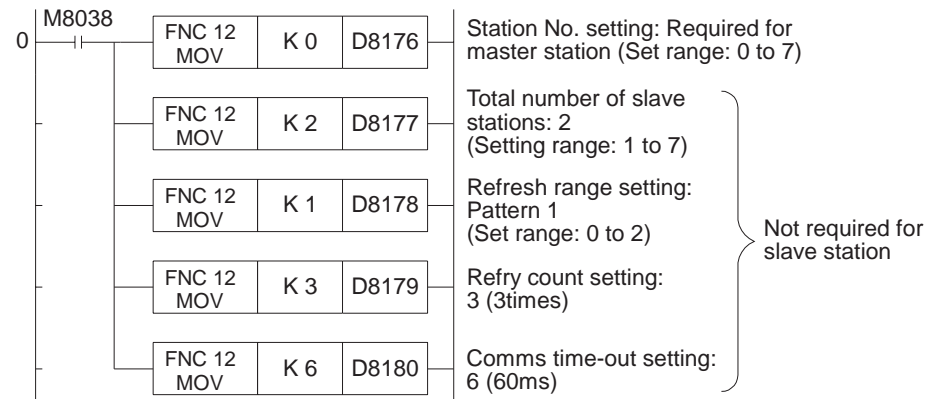 M8038
0
FNC 12
MOV
K 0
D8176
Station No. setting: Required for
master station (Set range: 0 to 7)
FNC 12
MOV
K 2
D8177
Total number of slave
stations: 2
(Setting range: 1 to 7)
FNC 12
MOV
K 1
D8178
Refresh range setting:
Pattern 1
(Set range: 0 to 2)
FNC 12
MOV
K 3
D8179
Refry count setting:
3 (3times)
FNC 12
MOV
K 6
D8180
Comms time-out setting:
6 (60ms)
Not required for
slave station